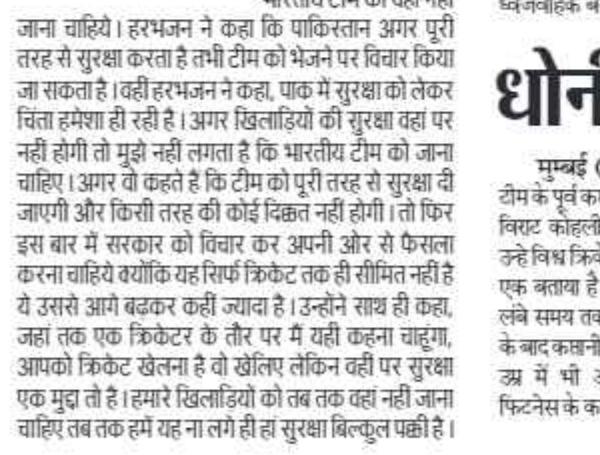 जाना चाहिये। हरभजन ने कहा कि पाकिस्तान अगर पूरी
तरह से सुरक्षा करता है तभी टीम को भेजने पर विचार किया
जा सकता है। वहीं हरभजन ने कहा, पाक में सुरक्षा को लेकर
चिंता हमेशा ही रही है। अगर खिलाड़ियों की सुरक्षा वहां पर
नहीं होगी तो मुझे नहीं लगता है कि भारतीय टीम को जाना
चाहिए। अगर वो कहते हैं कि टीम को पूरी तरह से सुरक्षा दी
जाएगी और किसी तरह की कोई दिक्कत नहीं होगी। तो फिर
इस बार में सरकार को विचार कर अपनी ओर से फैसला
करना चाहिये क्योंकि यह सिर्फ क्रिकेट तक ही सीमित नहीं है
ये उससे आगे बढ़कर कहीं ज्यादा है। उन्होंने साथ ही कहा,
जहां तक एक क्रिकेटर के तौर पर मैं यही कहना चाहूंगा,
आपको क्रिकेट खेलना है वो खेलिए लेकिन वहीं पर सुरक्षा
एक मुद्दा तो है। हमारे खिलाड़ियों को तब तक वहां नहीं जाना
चाहिए तब तक हमें यह ना लगे ही हां सुरक्षा बिल्कुल पक्की है।
धोनी
मुम्बई (
टीम के पूर्व
विराट कोहली
उन्हे विश्व
एक बताया है
लंबे समय तक
के बाद कप्तानी
उम्र में भी
फिटनेस के